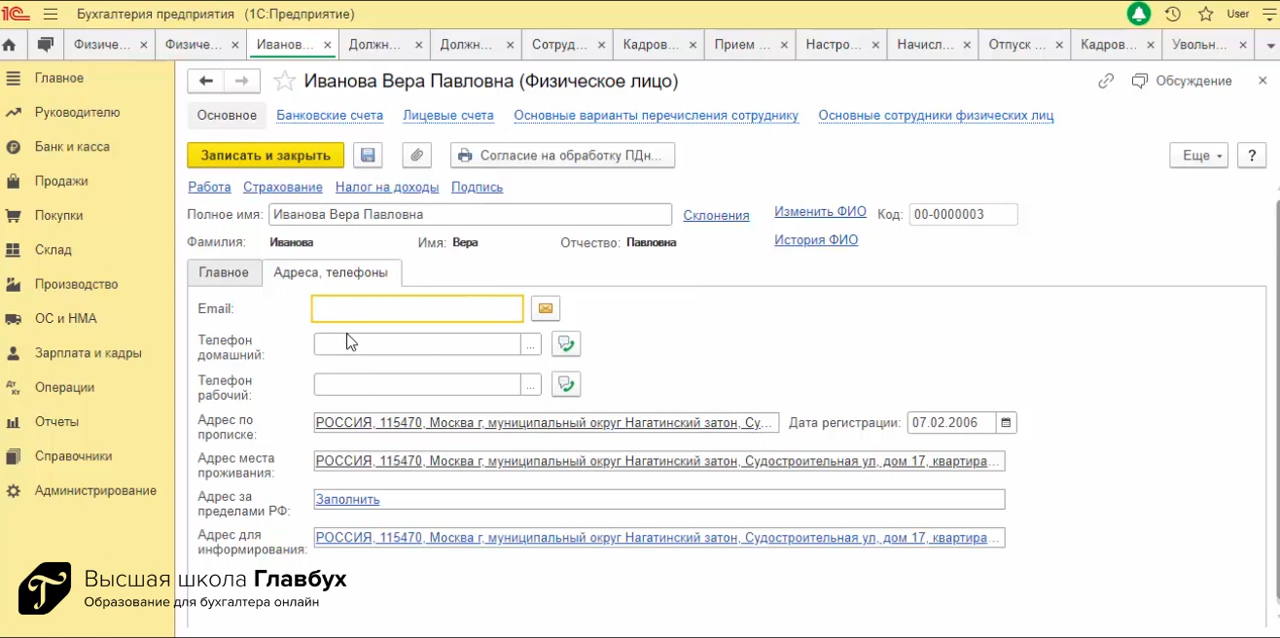 1С Бухгалтерия предприятия (1С:Предприятие) User
Физиче... × Физиче... × Иванов... × Должн... × Должн... × Сотруд... × Кадров... × Прием ... × Настро... × Начисл... × Отпуск ... × Кадров... × Увольн... ×
Главное
Руководителю
Банк и касса
Продажи
Покупки
Склад
Производство
ОС и НМА
Зарплата и кадры
Дт Кт Операции
Отчеты
Справочники
Администрирование
Иванова Вера Павловна (Физическое лицо) Обсуждение ×
Основное Банковские счета Лицевые счета Основные варианты перечисления сотруднику Основные сотрудники физических лиц
Записать и закрыть Согласие на обработку ПДн... Еще ?
Работа Страхование Налог на доходы Подпись
Полное имя: Иванова Вера Павловна Склонения Изменить ФИО Код: 00-0000003
Фамилия: Иванова Имя: Вера Отчество: Павловна История ФИО
Главное Адреса, телефоны
Email:
Телефон
домашний: ...
Телефон
рабочий: ...
Адрес по
прописке: РОССИЯ, 115470, Москва г, муниципальный округ Нагатинский затон, Су... Дата регистрации: 07.02.2006
Адрес места
проживания: РОССИЯ, 115470, Москва г, муниципальный округ Нагатинский затон, Судостроительная ул, дом 17, квартира...
Адрес за
пределами РФ: Заполнить
Адрес для
информирования: РОССИЯ, 115470, Москва г, муниципальный округ Нагатинский затон, Судостроительная ул, дом 17, квартира...
Высшая школа Главбух
Образование для бухгалтера онлайн